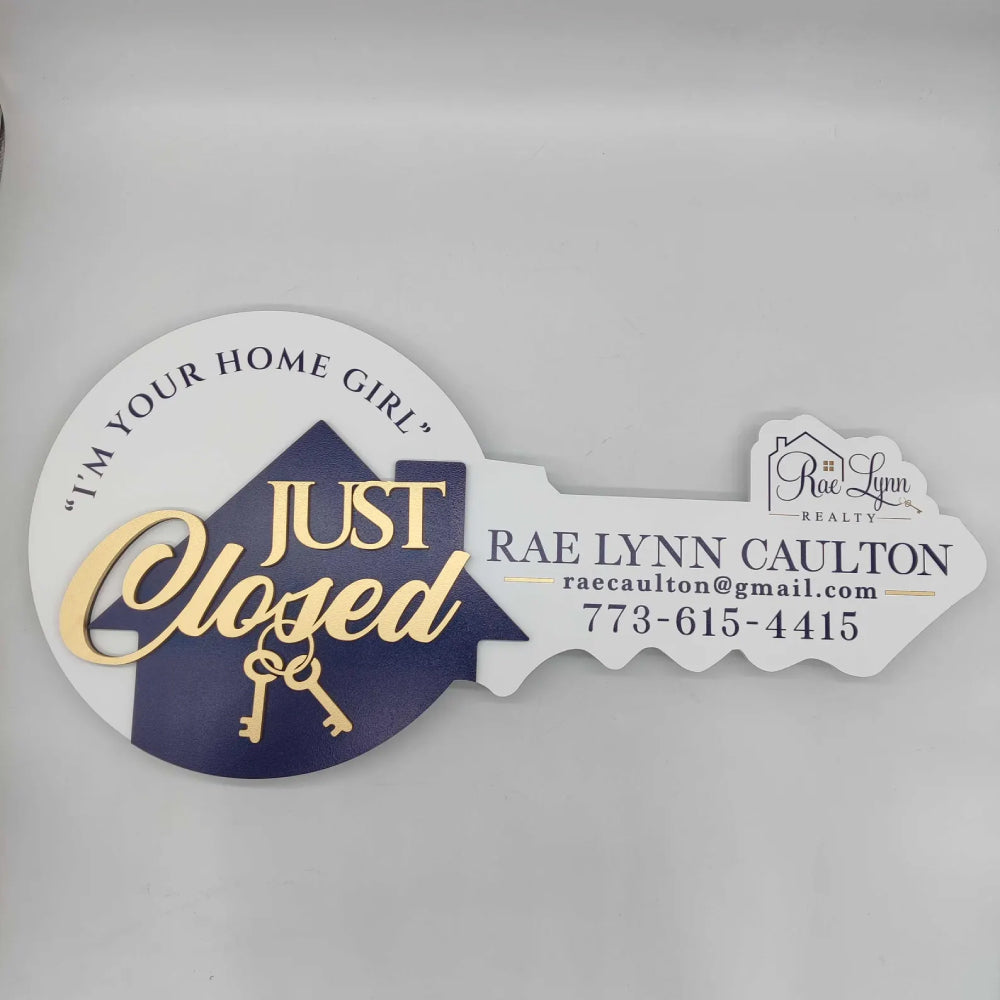 “I'M YOUR HOME GIRL”
JUST
Closed
Rae Lynn
REALTY
RAE LYNN CAULTON
raecaulton@gmail.com
773-615-4415